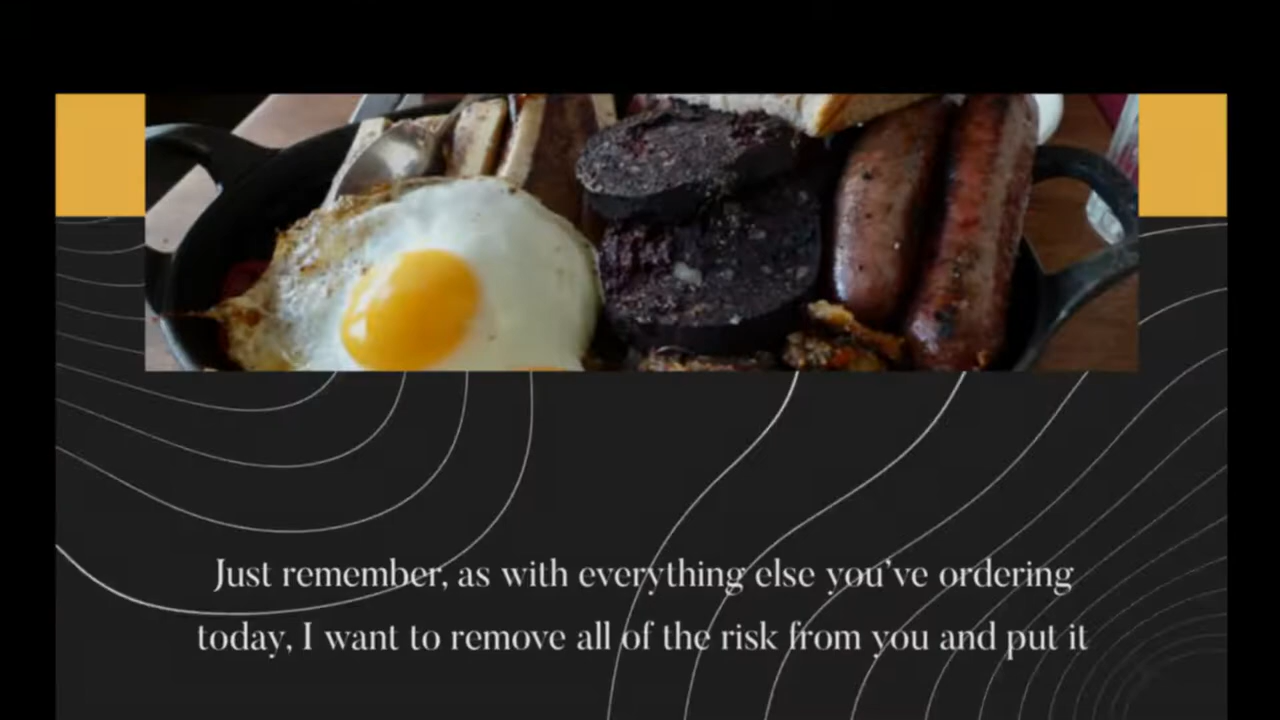 Just remember, as with everything else you’ve ordering
today, I want to remove all of the risk from you and put it